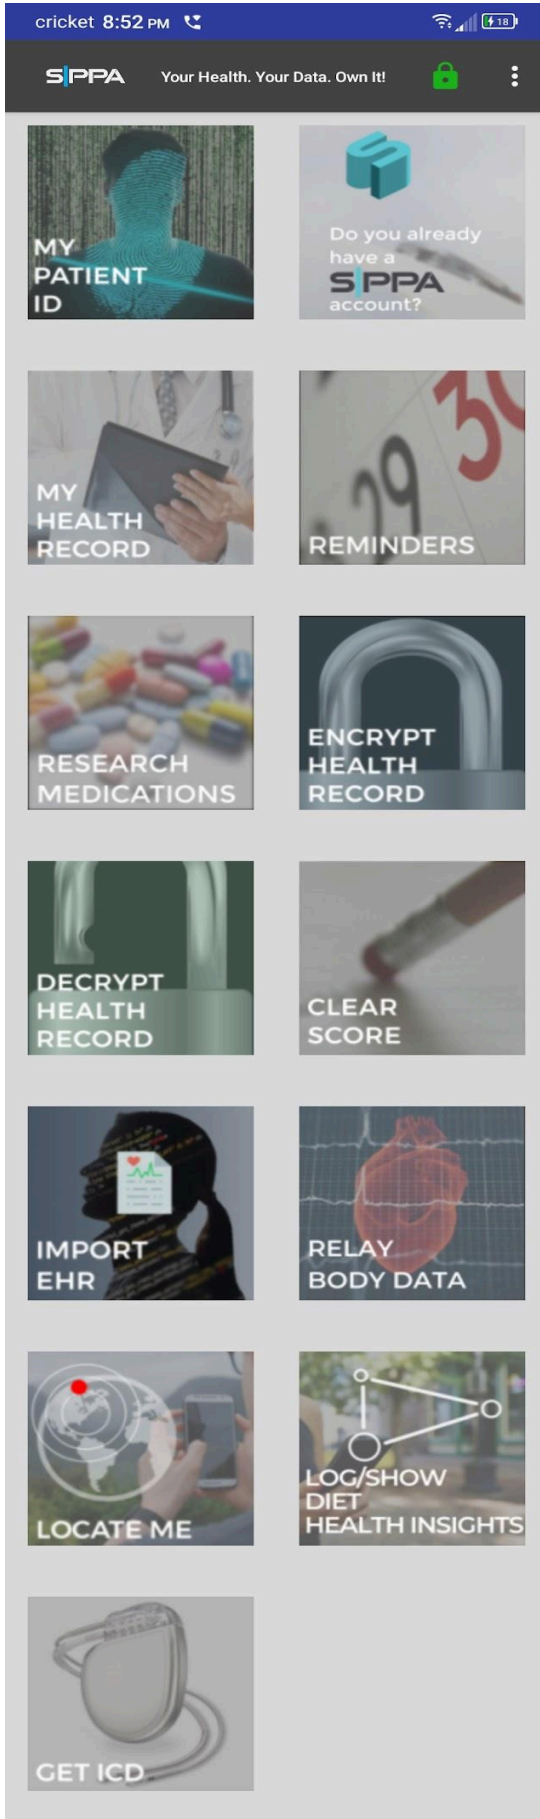 cricket 8:52 PM 18
SIPPA Your Health. Your Data. Own It!
MY
PATIENT
ID
Do you already
have a
SIPPA
account?
MY
HEALTH
RECORD
29 30
REMINDERS
RESEARCH
MEDICATIONS
ENCRYPT
HEALTH
RECORD
DECRYPT
HEALTH
RECORD
CLEAR
SCORE
IMPORT
EHR
RELAY
BODY DATA
LOCATE ME
LOG/SHOW
DIET
HEALTH INSIGHTS
GET ICD